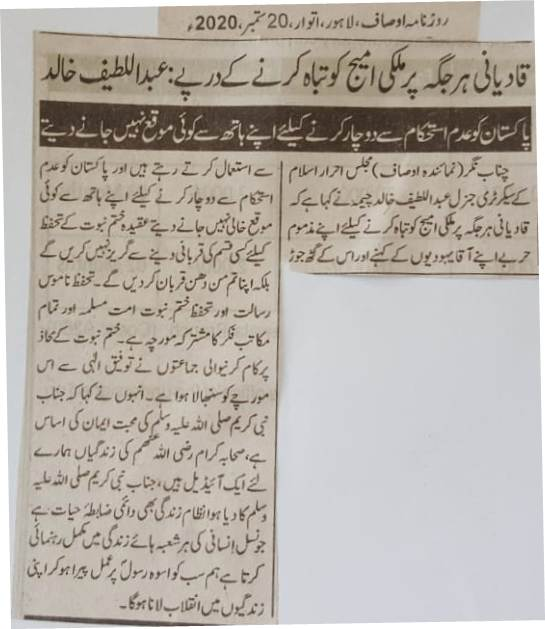 روزنامہ اوصاف، لاہور، اتوار، 20 ستمبر، 2020ء
قادیانی ہر جگہ پر ملکی امیج کو تباہ کرنے کے درپے: عبداللطیف خالد
پاکستان کو عدم استحکام سے دوچار کرنے کیلئے اپنے ہاتھ سے کوئی موقع نہیں جانے دیتے
چناب نگر (نمائندہ اوصاف) مجلس احرار اسلام
کے سیکرٹری جنرل عبداللطیف خالد چیمہ نے کہا ہے کہ
قادیانی ہر جگہ پر ملکی امیج کو تباہ کرنے کیلئے اپنے مذموم
حربے اپنے آقا یہودیوں کے کہنے اور اس کے گٹھ جوڑ
سے استعمال کرتے رہتے ہیں اور پاکستان کو عدم
استحکام سے دوچار کرنے کیلئے اپنے ہاتھ سے کوئی
موقع خالی نہیں جانے دیتے عقیدہ ختم نبوت کے تحفظ
کیلئے کسی قسم کی قربانی دینے سے گریز نہیں کریں گے
بلکہ اپنا تم من دھن قربان کر دیں گے۔ تحفظ ناموس
رسالت اور تحفظ ختم نبوت امت مسلمہ اور تمام
مکاتب فکر کا مشترکہ مورچہ ہے۔ ختم نبوت کے محاذ
پر کام کرنیوالی جماعتوں نے توفیق الٰہی سے اس
مورچے کو سنبھالا ہوا ہے۔ انہوں نے کہا کہ جناب
نبی کریم صلی اللہ علیہ وسلم کی محبت ایمان کی اساس
ہے، صحابہ کرام رضی اللہ عنھم کی زندگیاں ہمارے
لئے ایک آئیڈیل ہیں، جناب نبی کریم صلی اللہ علیہ
وسلم کا دیا ہوا نظام زندگی بھی دائمی ضابطہ حیات ہے
جو نسل انسانی کی ہر شعبہ ہائے زندگی میں مکمل رہنمائی
کرتا ہے ہم سب کو اسوہ رسولؐ پر عمل پیرا ہو کر اپنی
زندگیوں میں انقلاب لانا ہوگا۔